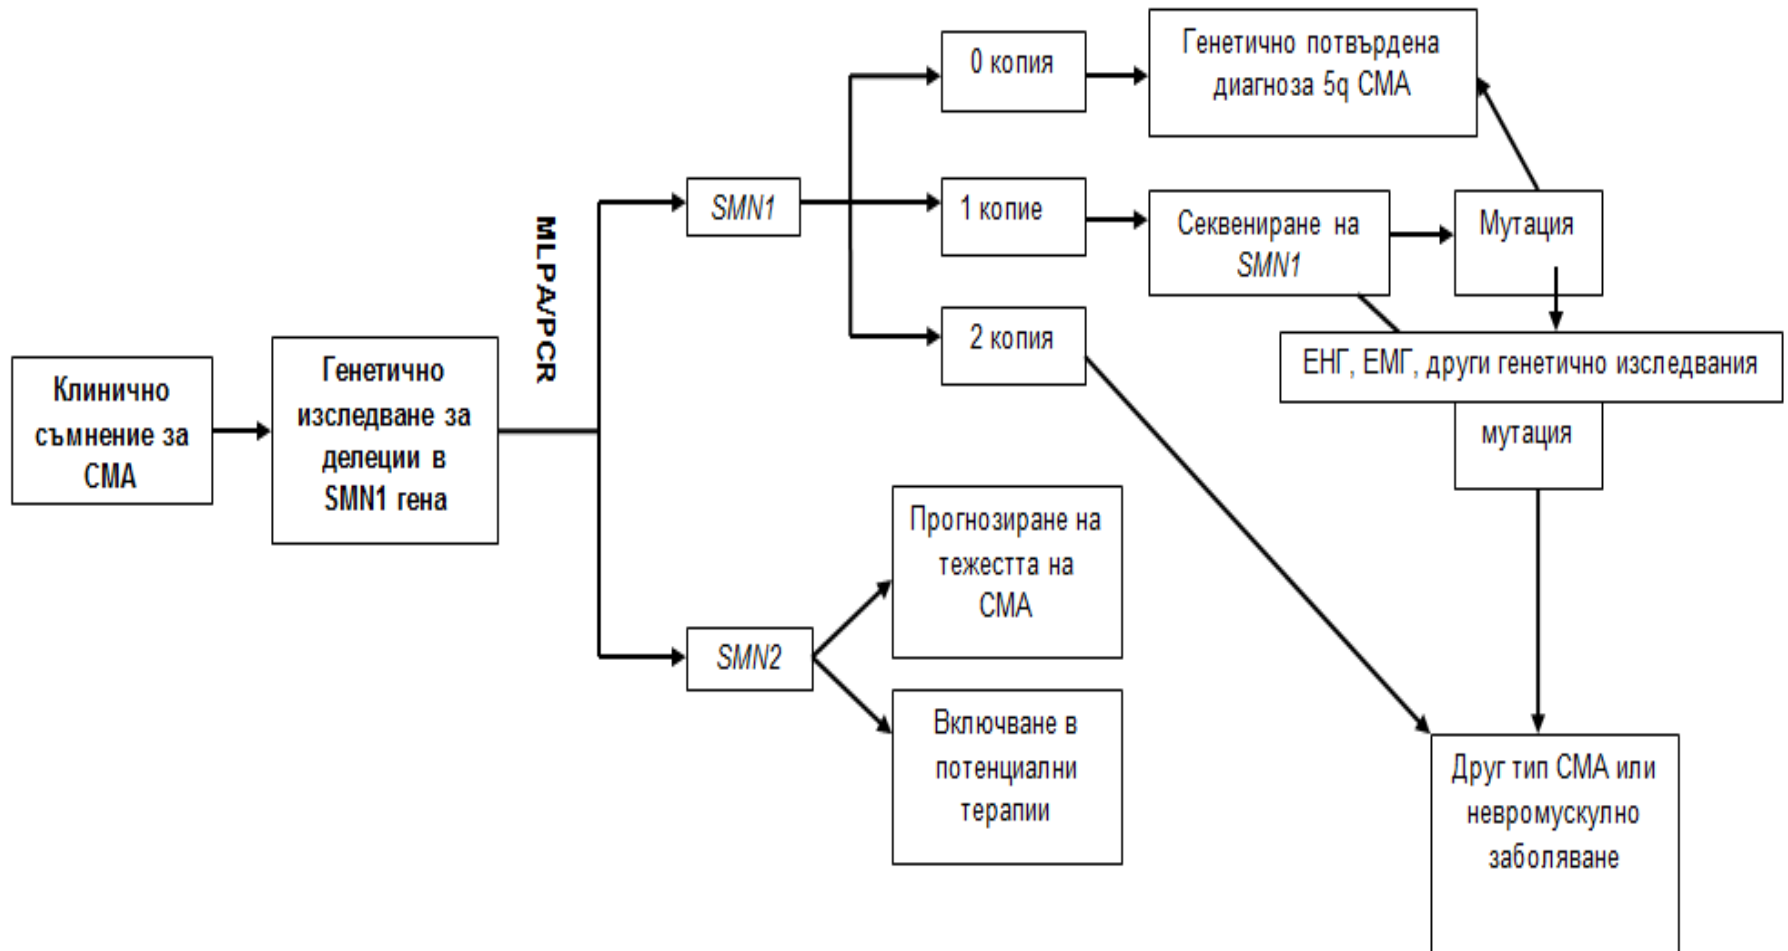 Клинично
съмнение за
СМА
Генетично
изследване за
делеции в
SMN1 гена
MLPA/PCR
SMN1
SMN2
0 копия
1 копие
2 копия
Генетично потвърдена
диагноза 5q СМА
Секвениране на
SMN1
Мутация
ЕНГ, ЕМГ, други генетично изследвания
мутация
Прогнозиране на
тежестта на
СМА
Включване в
потенциални
терапии
Друг тип СМА или
невромускулно
заболяване